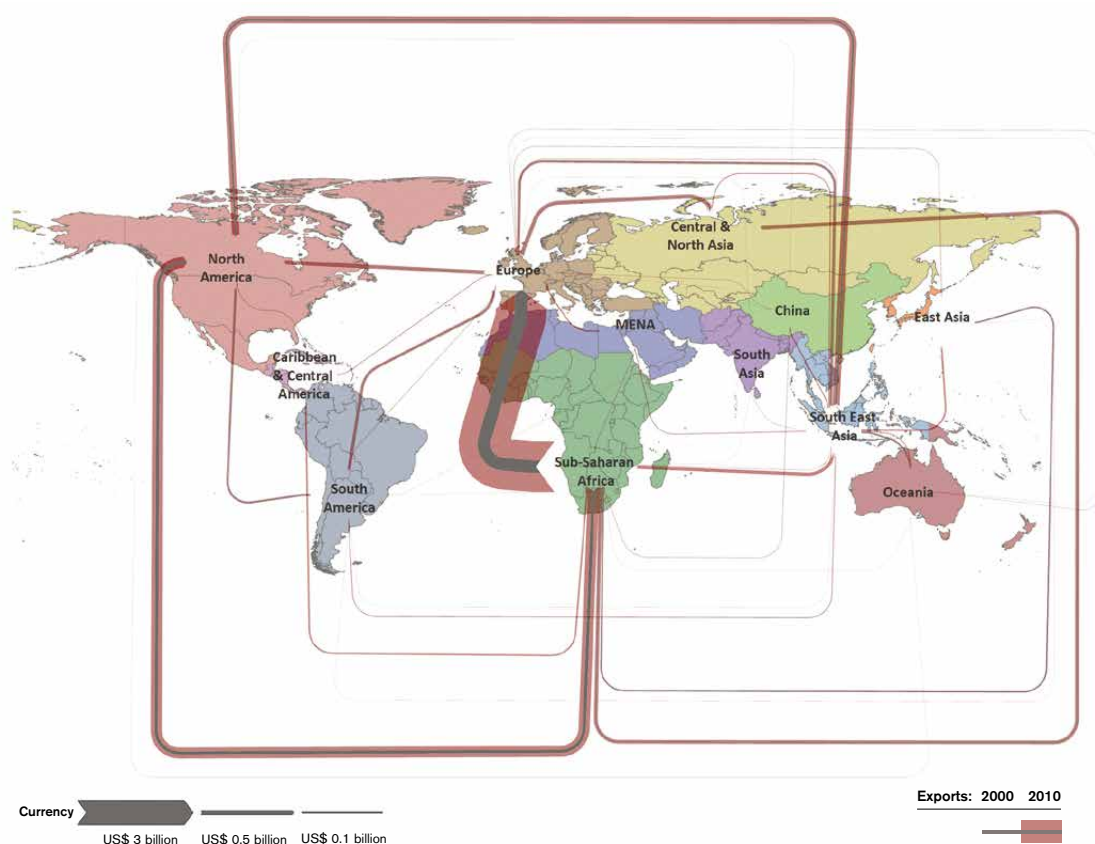 Central &
North Asia
North
America
Europe
China
East Asia
MENA
South
Asia
Caribbean
& Central
America
South East
Asia
Sub-Saharan
Africa
South
America
Oceania
Exports: 2000 2010
Currency
US$ 3 billion US$ 0.5 billion US$ 0.1 billion